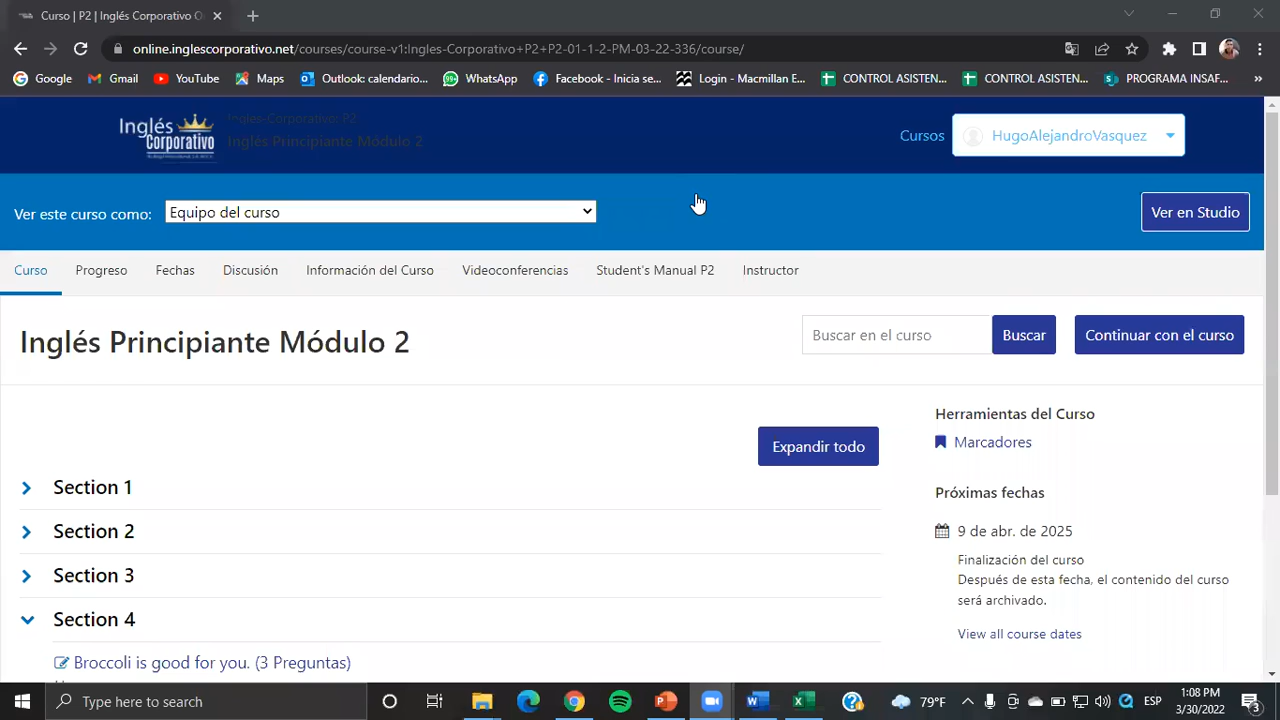 Curso | P2 | Inglés Corporativo O
online.inglescorporativo.net/courses/course-v1:Ingles-Corporativo+P2+P2-01-1-2-PM-03-22-336/course/
Google Gmail YouTube Maps Outlook: calendario... WhatsApp Facebook - Inicia se... Login - Macmillan E... CONTROL ASISTEN... CONTROL ASISTEN... PROGRAMA INSAF... »
99+
Inglés Corporativo
Ingles-Corporativo: P2
Inglés Principiante Módulo 2
Cursos HugoAlejandroVasquez
Ver este curso como: Equipo del curso Ver en Studio
Curso Progreso Fechas Discusión Información del Curso Videoconferencias Student's Manual P2 Instructor
Inglés Principiante Módulo 2
Buscar en el curso Buscar Continuar con el curso
Herramientas del Curso
Marcadores
Expandir todo
Section 1
Section 2
Section 3
Section 4
Broccoli is good for you. (3 Preguntas)
Próximas fechas
9 de abr. de 2025
Finalización del curso
Después de esta fecha, el contenido del curso
será archivado.
View all course dates
Type here to search
79°F ESP
1:08 PM
3/30/2022
3